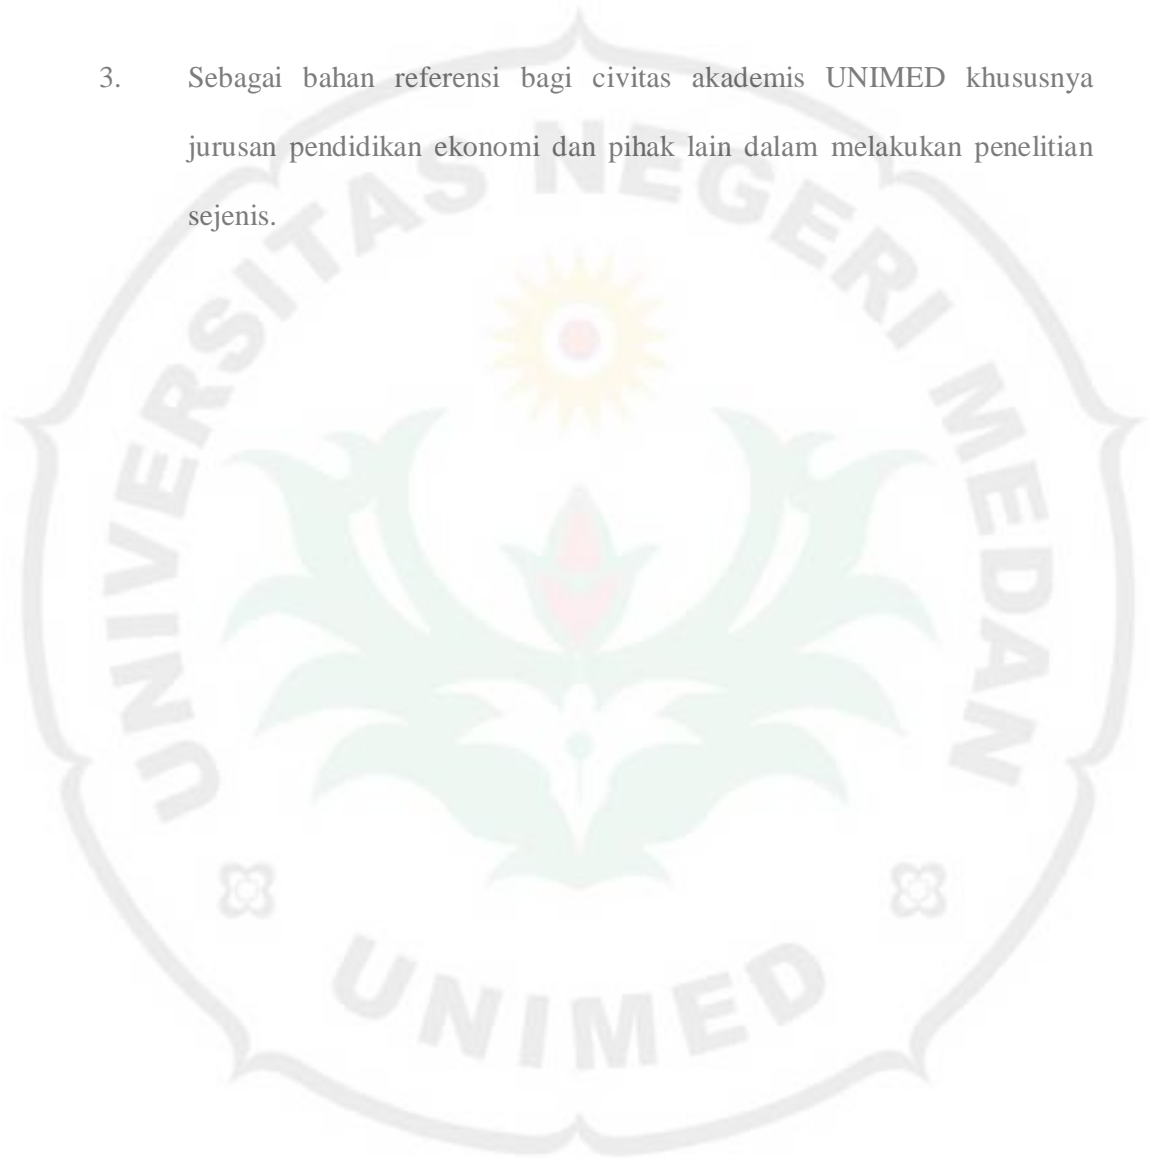 3. Sebagai bahan referensi bagi civitas akademis UNIMED khususnya
jurusan pendidikan ekonomi dan pihak lain dalam melakukan penelitian
sejenis.
UNIVERSITAS NEGERI MEDAN
UNIMED